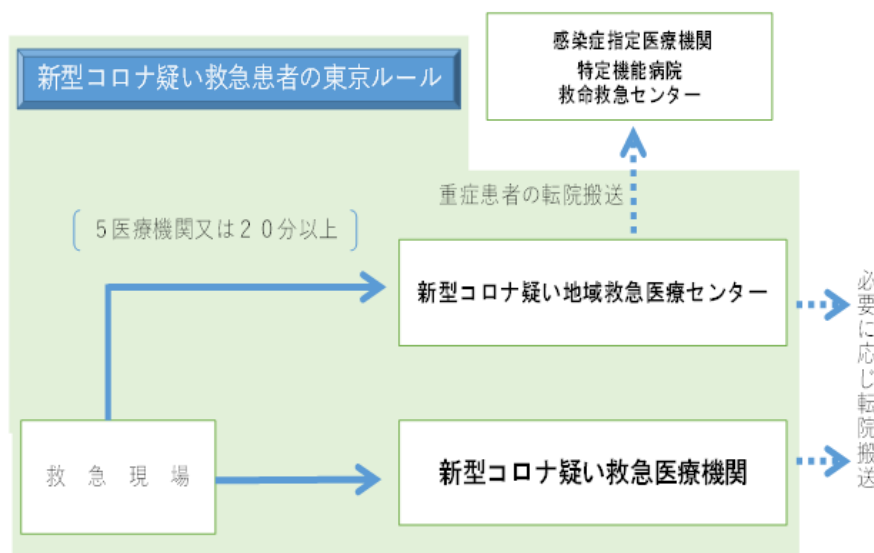 感染症指定医療機関
特定機能病院
救命救急センター
新型コロナ疑い救急患者の東京ルール
重症患者の転院搬送
5医療機関又は20分以上
新型コロナ疑い地域救急医療センター
必要に応じ転院搬送
救急現場
新型コロナ疑い救急医療機関